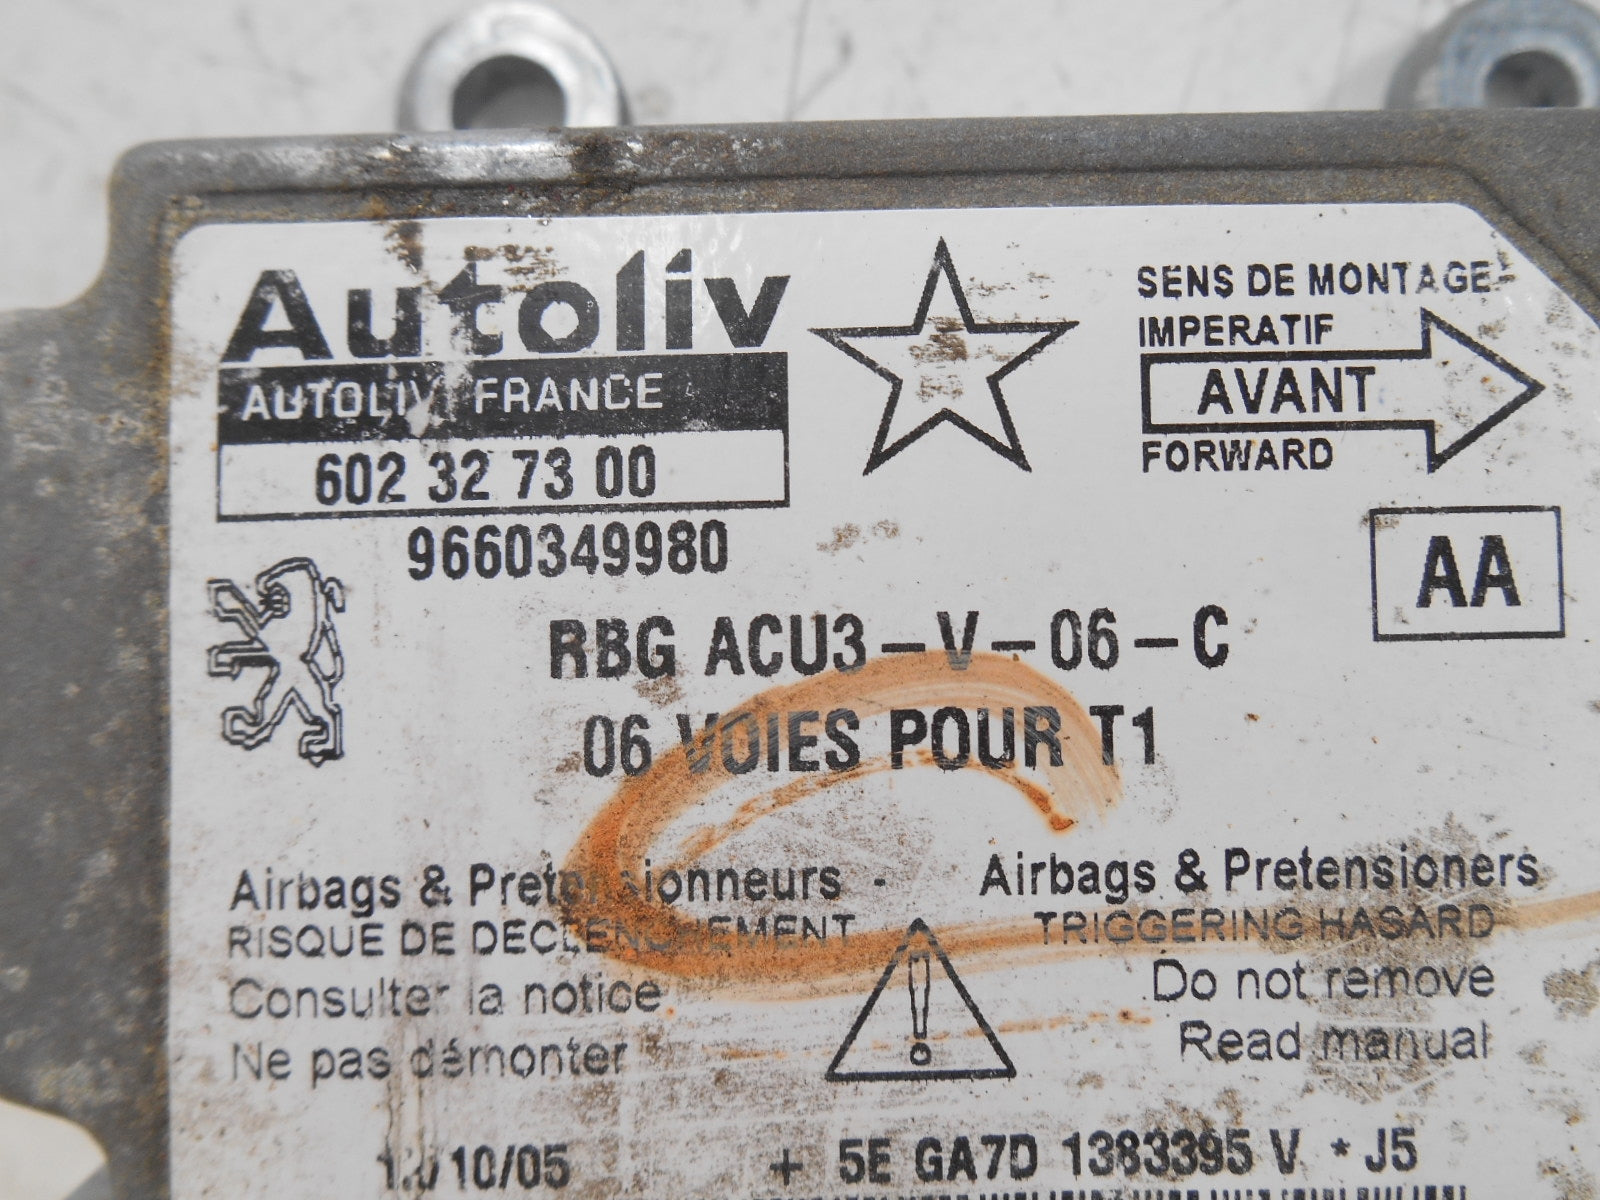 Autoliv
AUTOLIV FRANCE
602 32 73 00
9660349980
SENS DE MONTAGE
IMPERATIF
AVANT
FORWARD
AA
RBG ACU3-V-06-C
06 VOIES POUR T1
Airbags & Pretensionneurs - Airbags & Pretensioners
RISQUE DE DECLENCHEMENT
TRIGGERING HASARD
Consulter la notice
Do not remove
Ne pas démonter
Read manual
/10/05 + 5E GA7D 1383395 V * J5